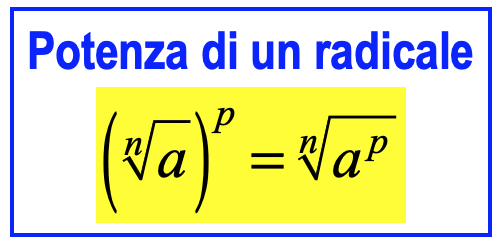 Potenza di un radicale
(ⁿ√a)ᵖ = ⁿ√aᵖ